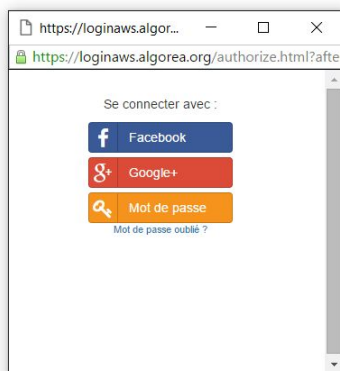 https://loginaws.algor...
https://loginaws.algorea.org/authorize.html?afte
Se connecter avec :
f Facebook
g+ Google+
Mot de passe
Mot de passe oublié ?